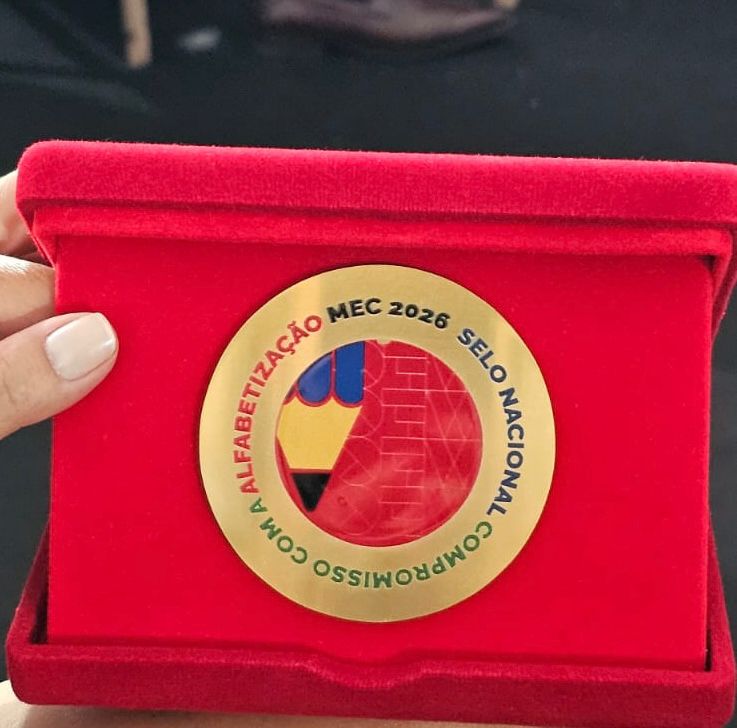 SELO NACIONAL COMPROMISSO COM A ALFABETIZAÇÃO MEC 2026